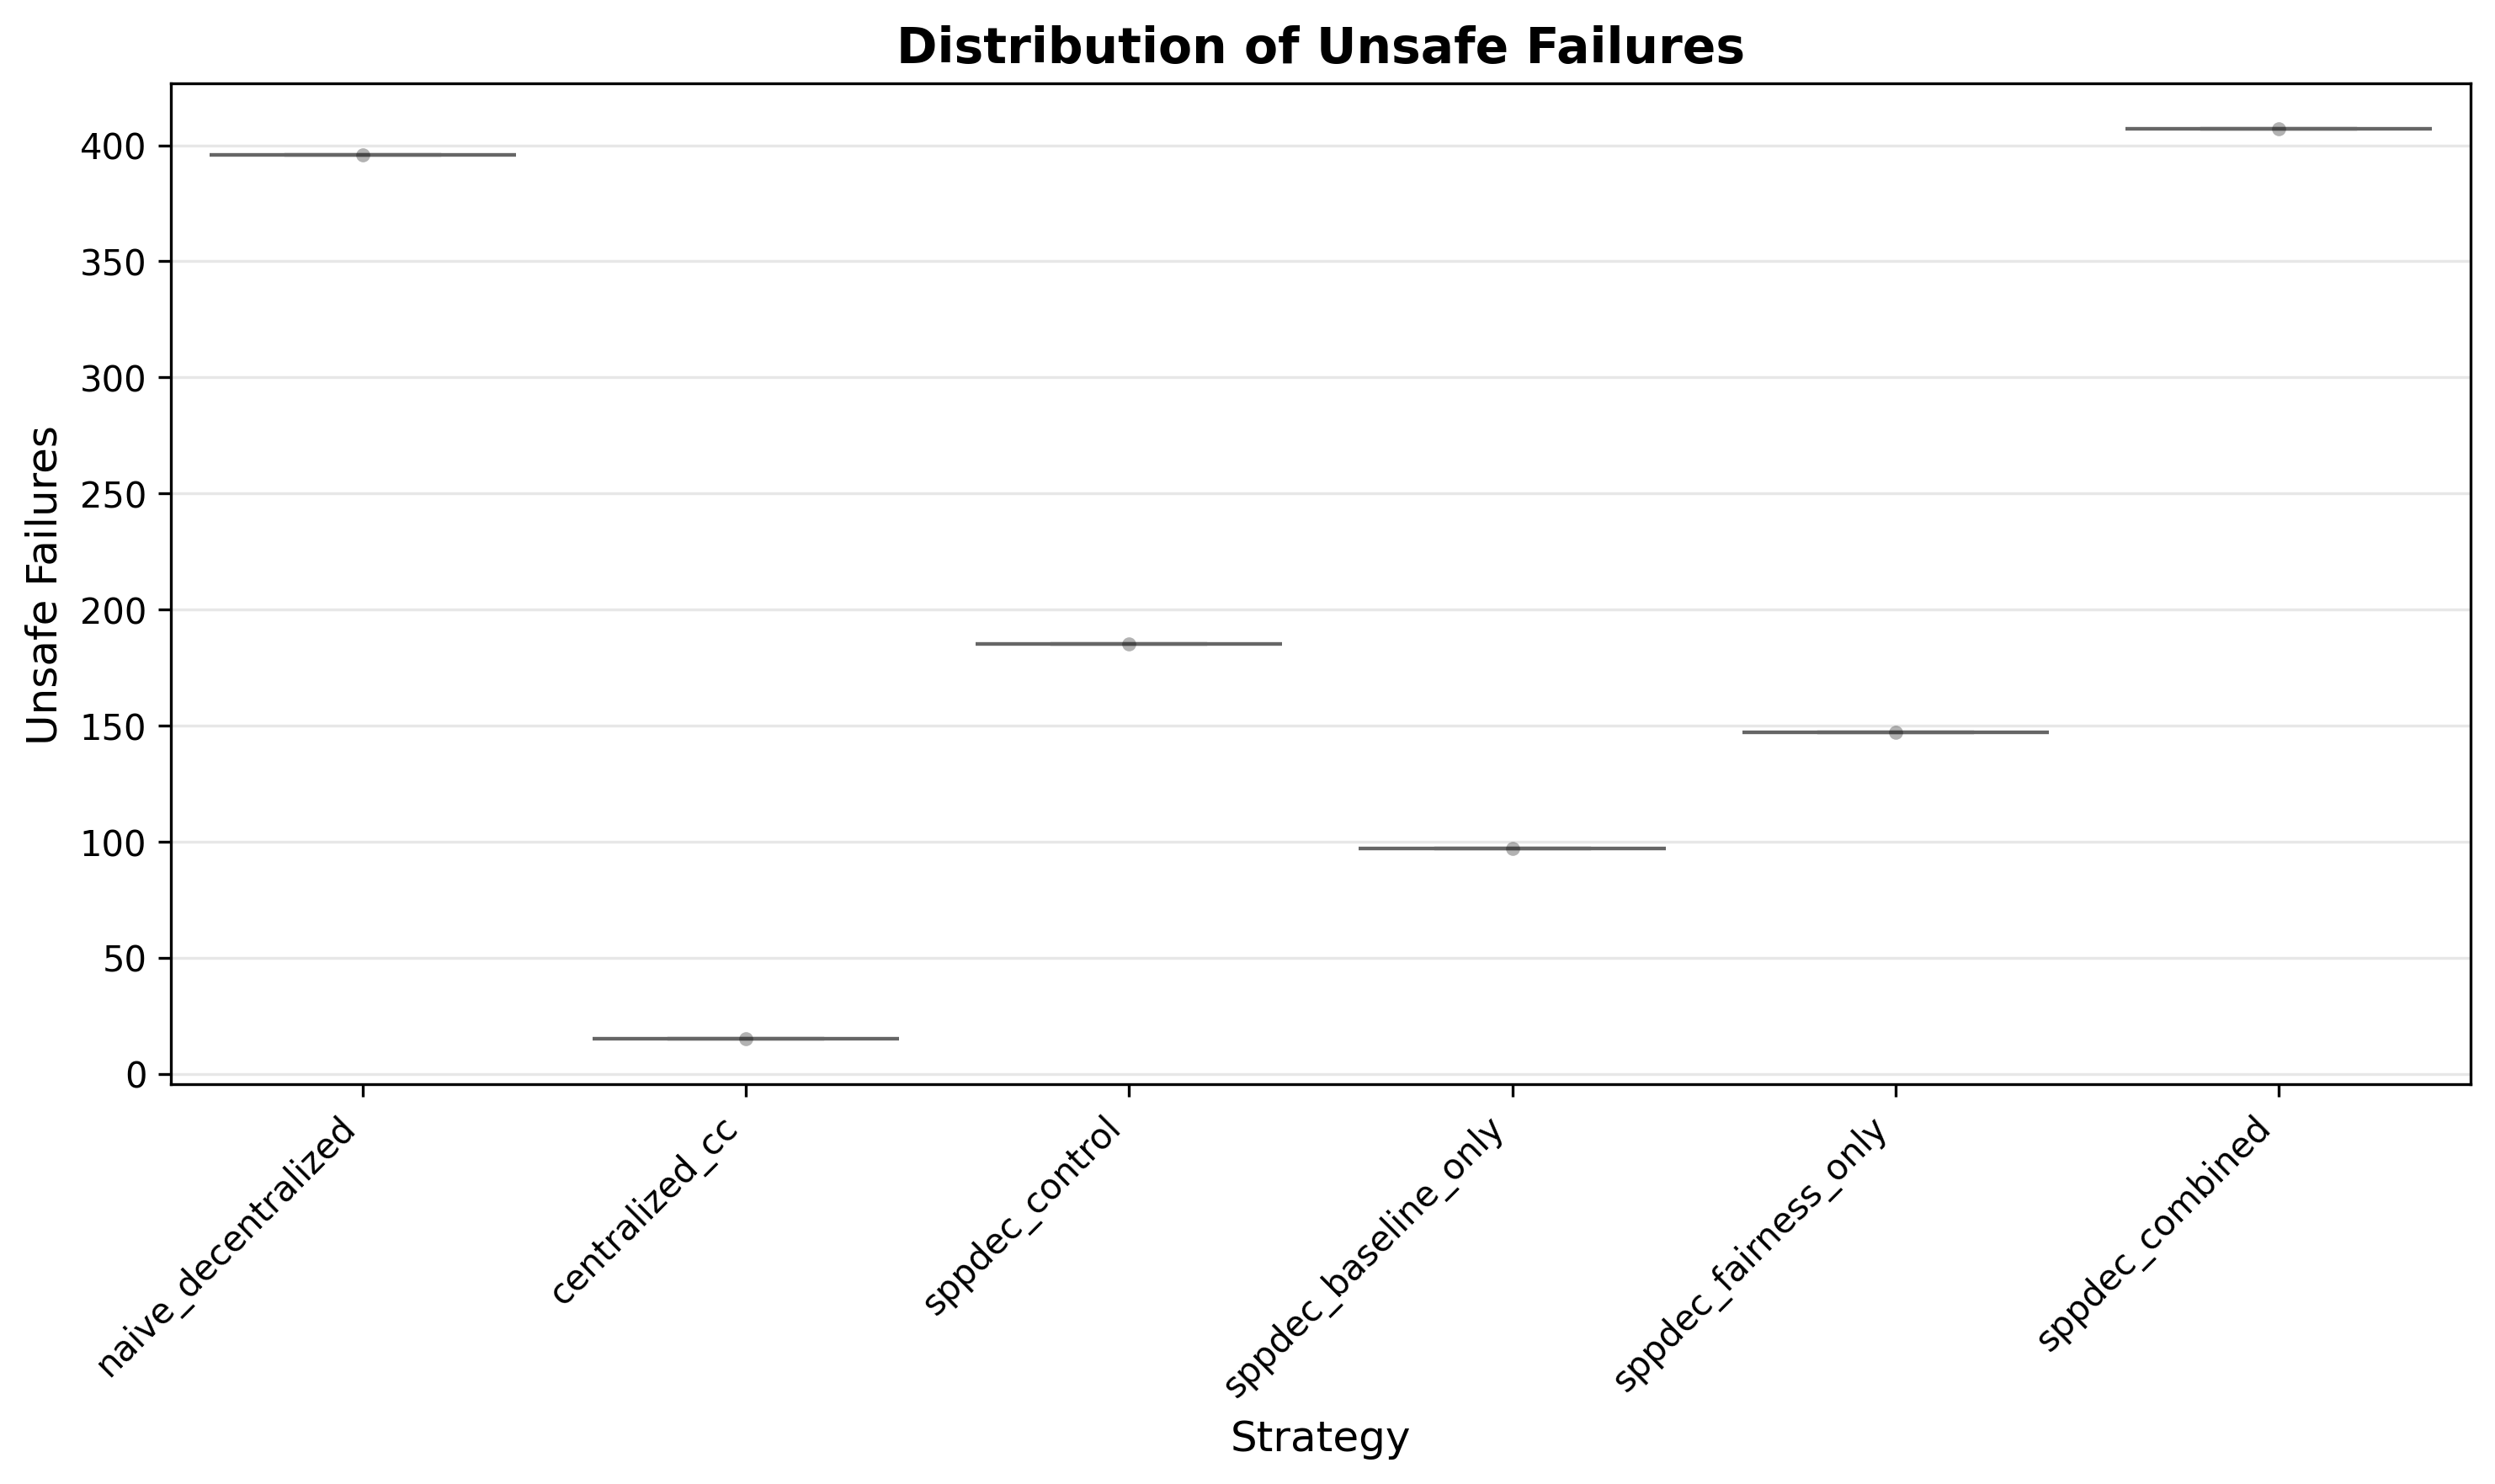 Distribution of Unsafe Failures
Unsafe Failures
400
350
300
250
200
150
100
50
0
naive_decentralized
centralized_cc
sppdec_control
sppdec_baseline_only
sppdec_fairness_only
sppdec_combined
Strategy